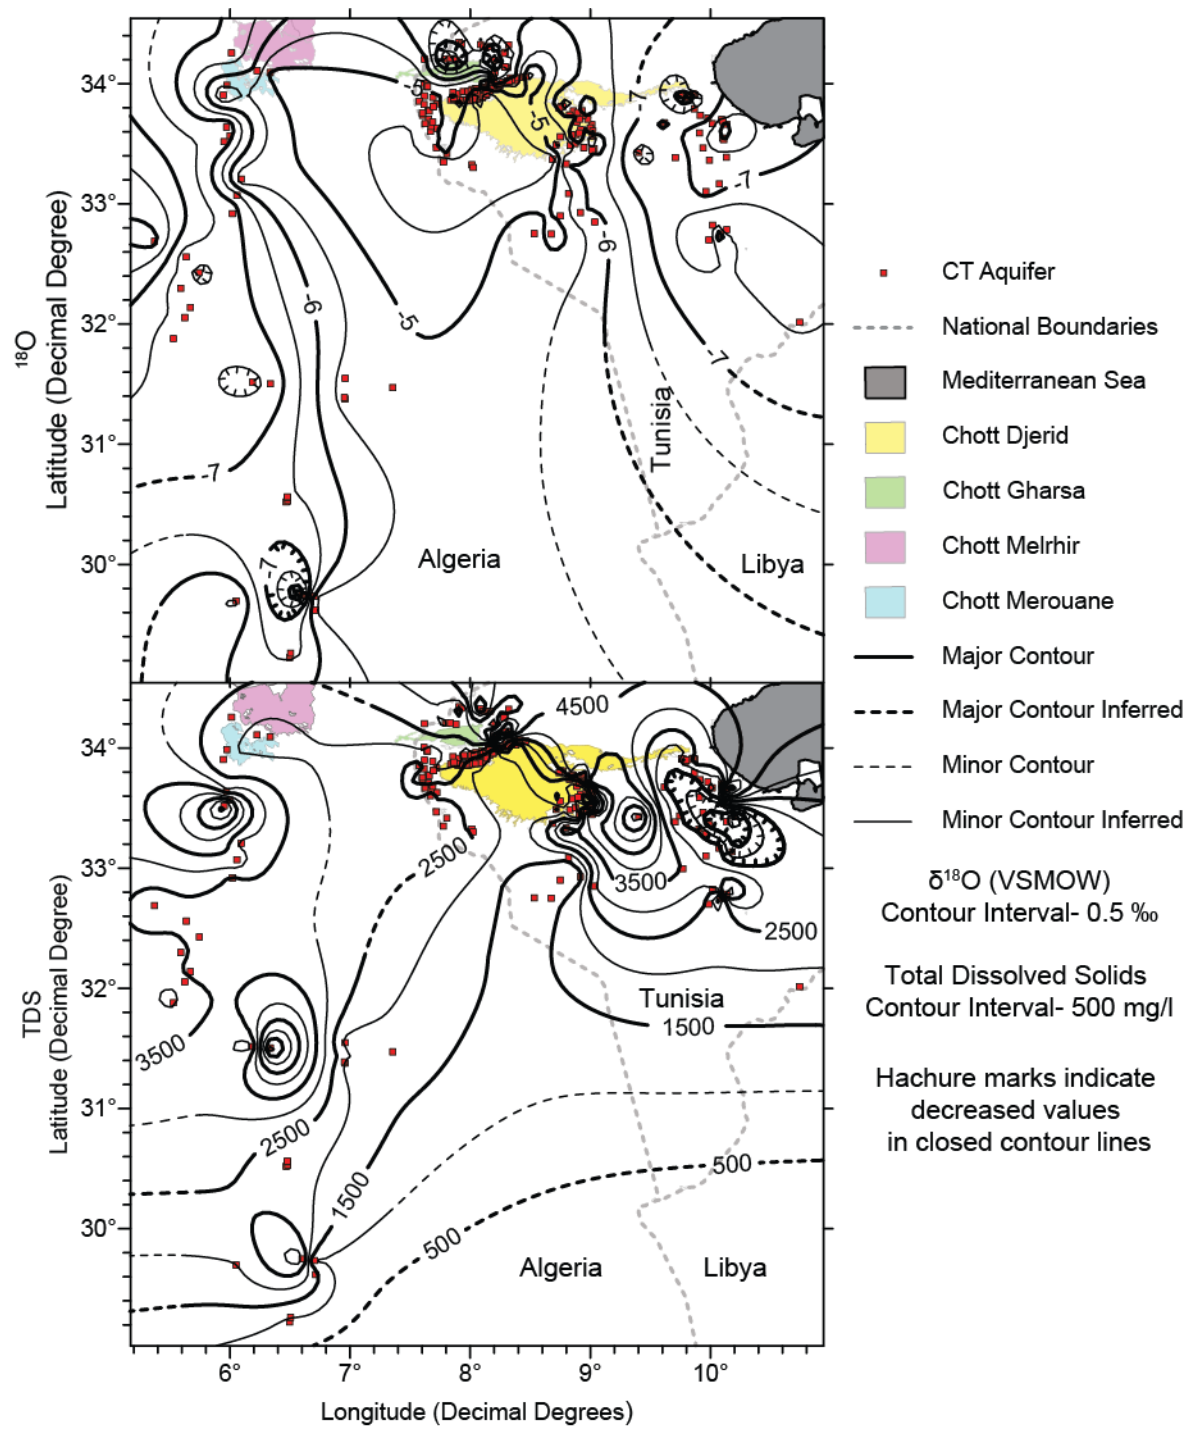 34°
33°
32°
31°
30°
18O
Latitude (Decimal Degree)
-5
-5
-7
-7
-6
-6
-5
-7
-7
-7
Tunisia
Algeria
Libya
34°
33°
32°
31°
30°
TDS
Latitude (Decimal Degree)
4500
2500
3500
2500
Tunisia
1500
3500
2500
1500
500
500
Algeria
Libya
6°
7°
8°
9°
10°
Longitude (Decimal Degrees)
CT Aquifer
National Boundaries
Mediterranean Sea
Chott Djerid
Chott Gharsa
Chott Melrhir
Chott Merouane
Major Contour
Major Contour Inferred
Minor Contour
Minor Contour Inferred
δ18O (VSMOW)
Contour Interval- 0.5 ‰
Total Dissolved Solids
Contour Interval- 500 mg/l
Hachure marks indicate
decreased values
in closed contour lines